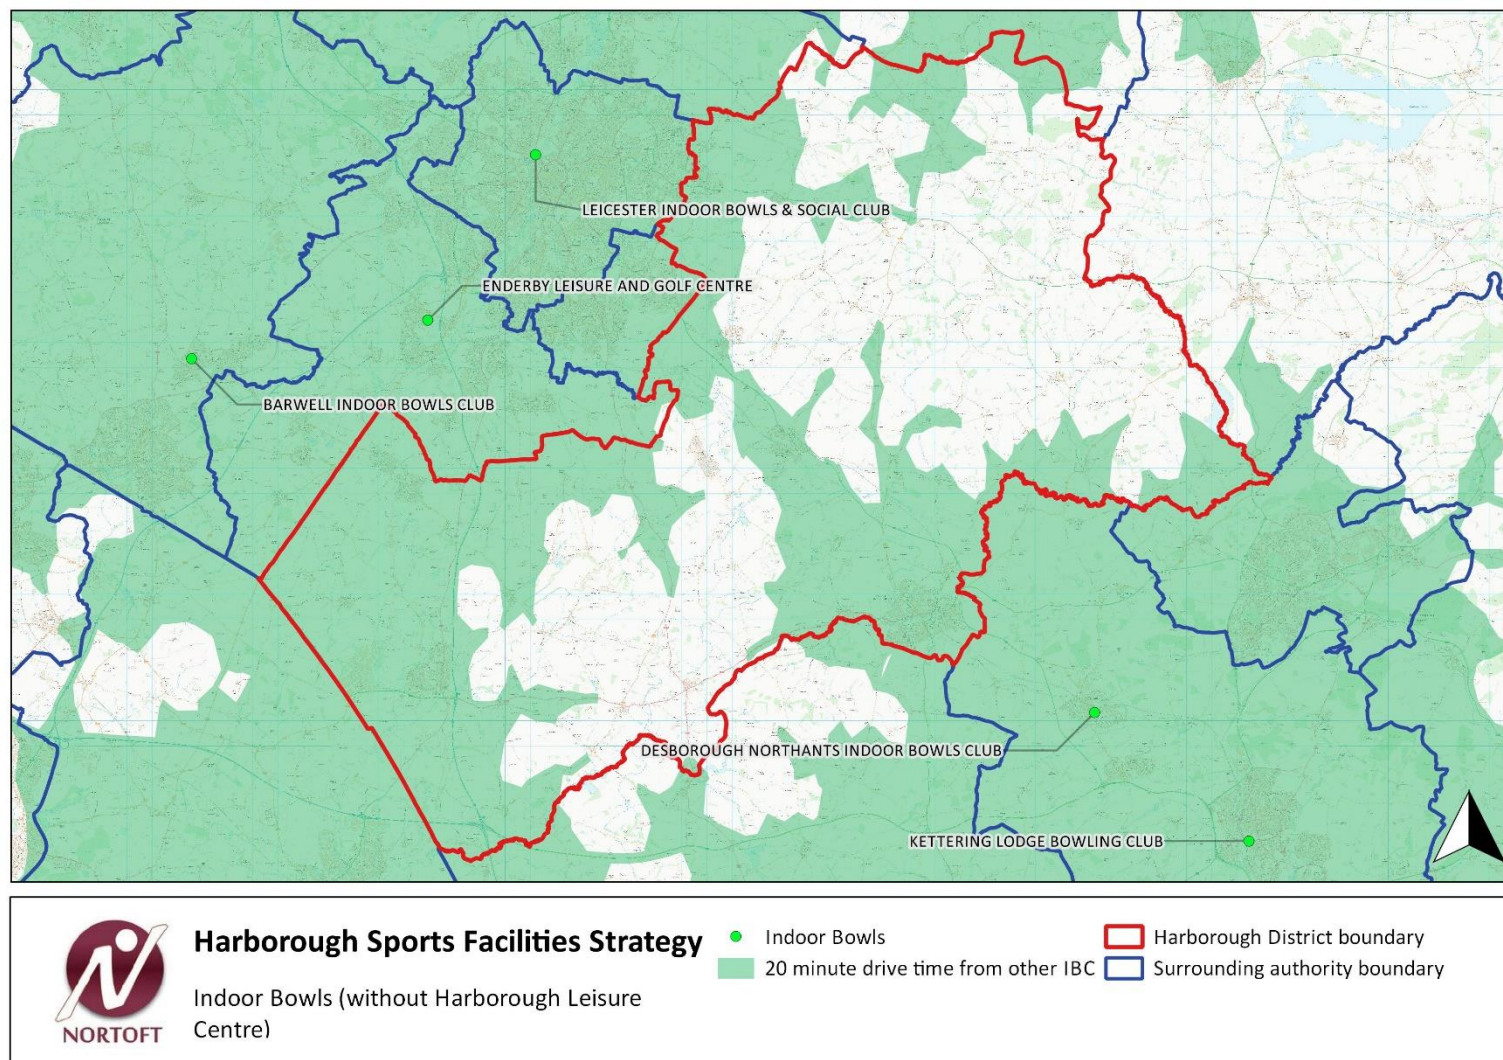 LEICESTER INDOOR BOWLS & SOCIAL CLUB
ENDERBY LEISURE AND GOLF CENTRE
BARWELL INDOOR BOWLS CLUB
DESBOROUGH NORTHANTS INDOOR BOWLS CLUB
KETTERING LODGE BOWLING CLUB
NORTOFT
Harborough Sports Facilities Strategy
Indoor Bowls (without Harborough Leisure
Centre)
Indoor Bowls
20 minute drive time from other IBC
Harborough District boundary
Surrounding authority boundary